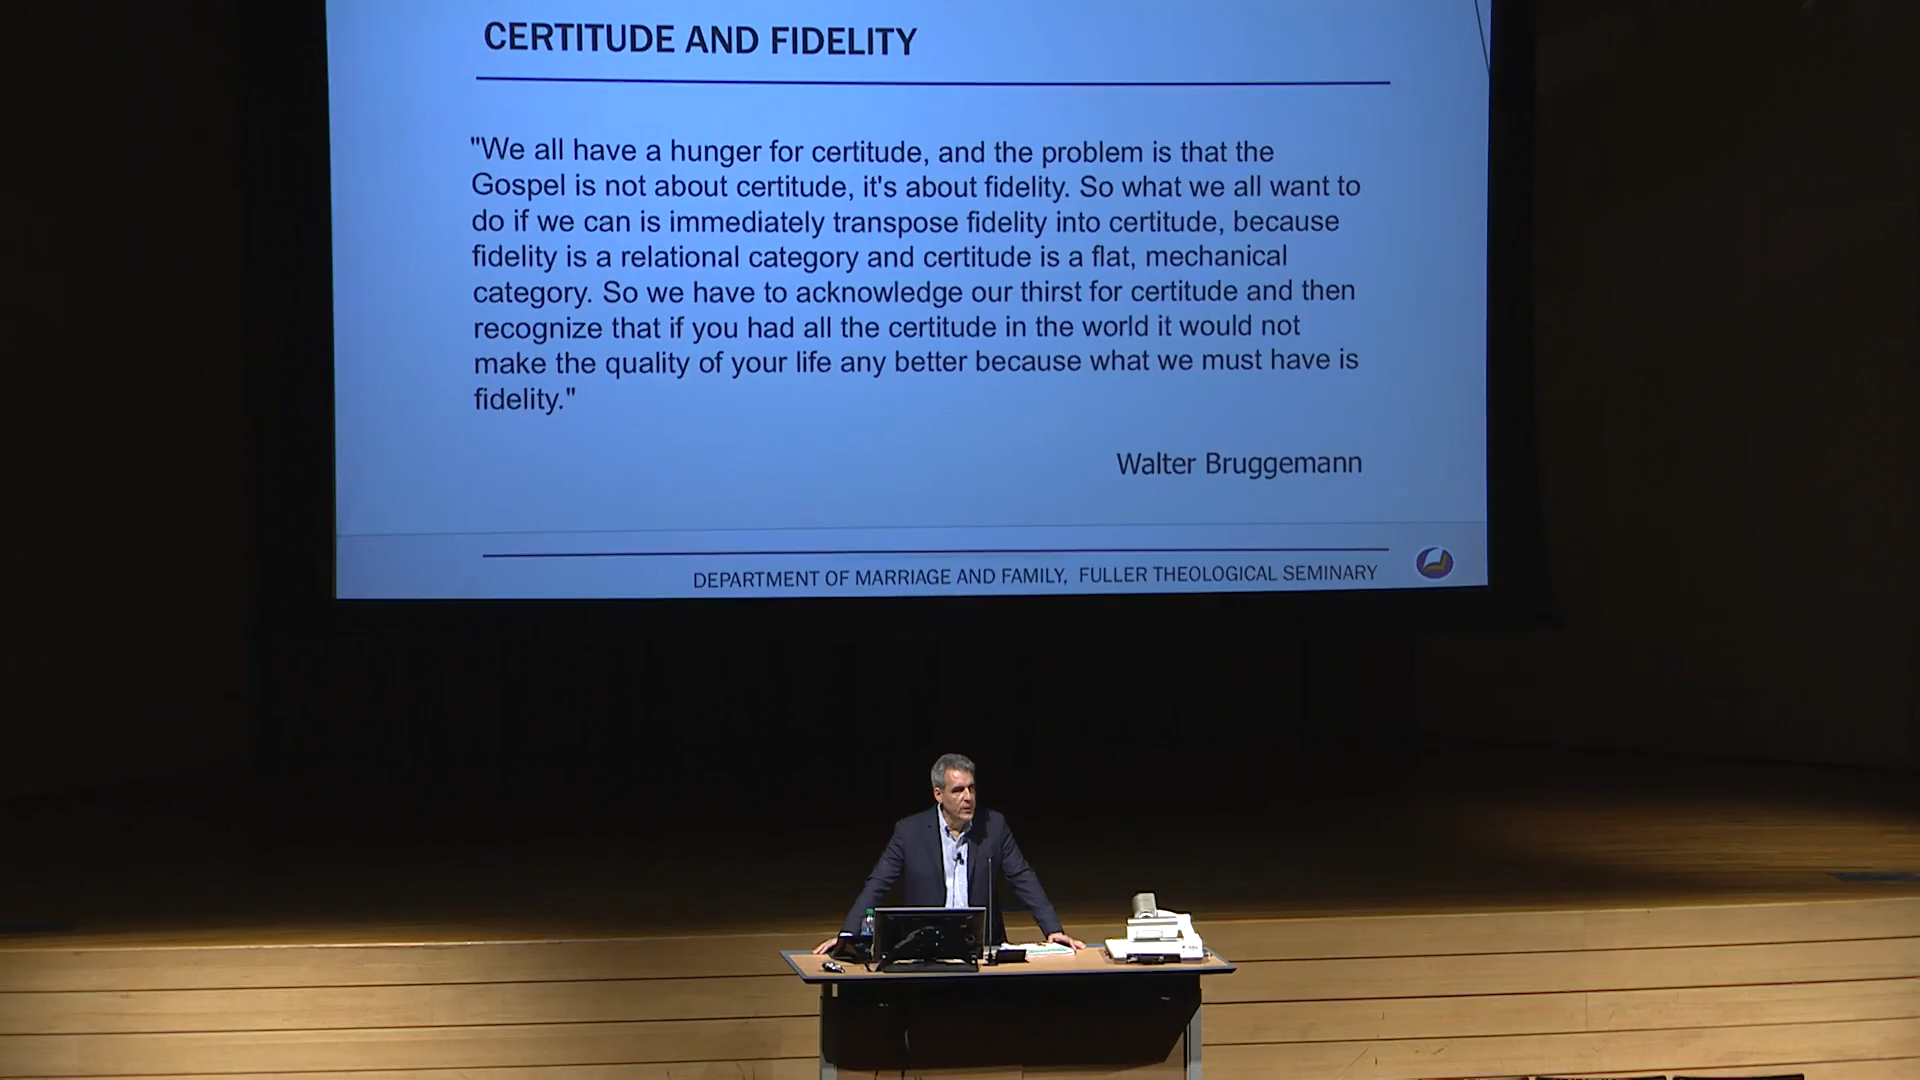 CERTITUDE AND FIDELITY
"We all have a hunger for certitude, and the problem is that the
Gospel is not about certitude, it's about fidelity. So what we all want to
do if we can is immediately transpose fidelity into certitude, because
fidelity is a relational category and certitude is a flat, mechanical
category. So we have to acknowledge our thirst for certitude and then
recognize that if you had all the certitude in the world it would not
make the quality of your life any better because what we must have is
fidelity."
Walter Bruggemann
DEPARTMENT OF MARRIAGE AND FAMILY, FULLER THEOLOGICAL SEMINARY